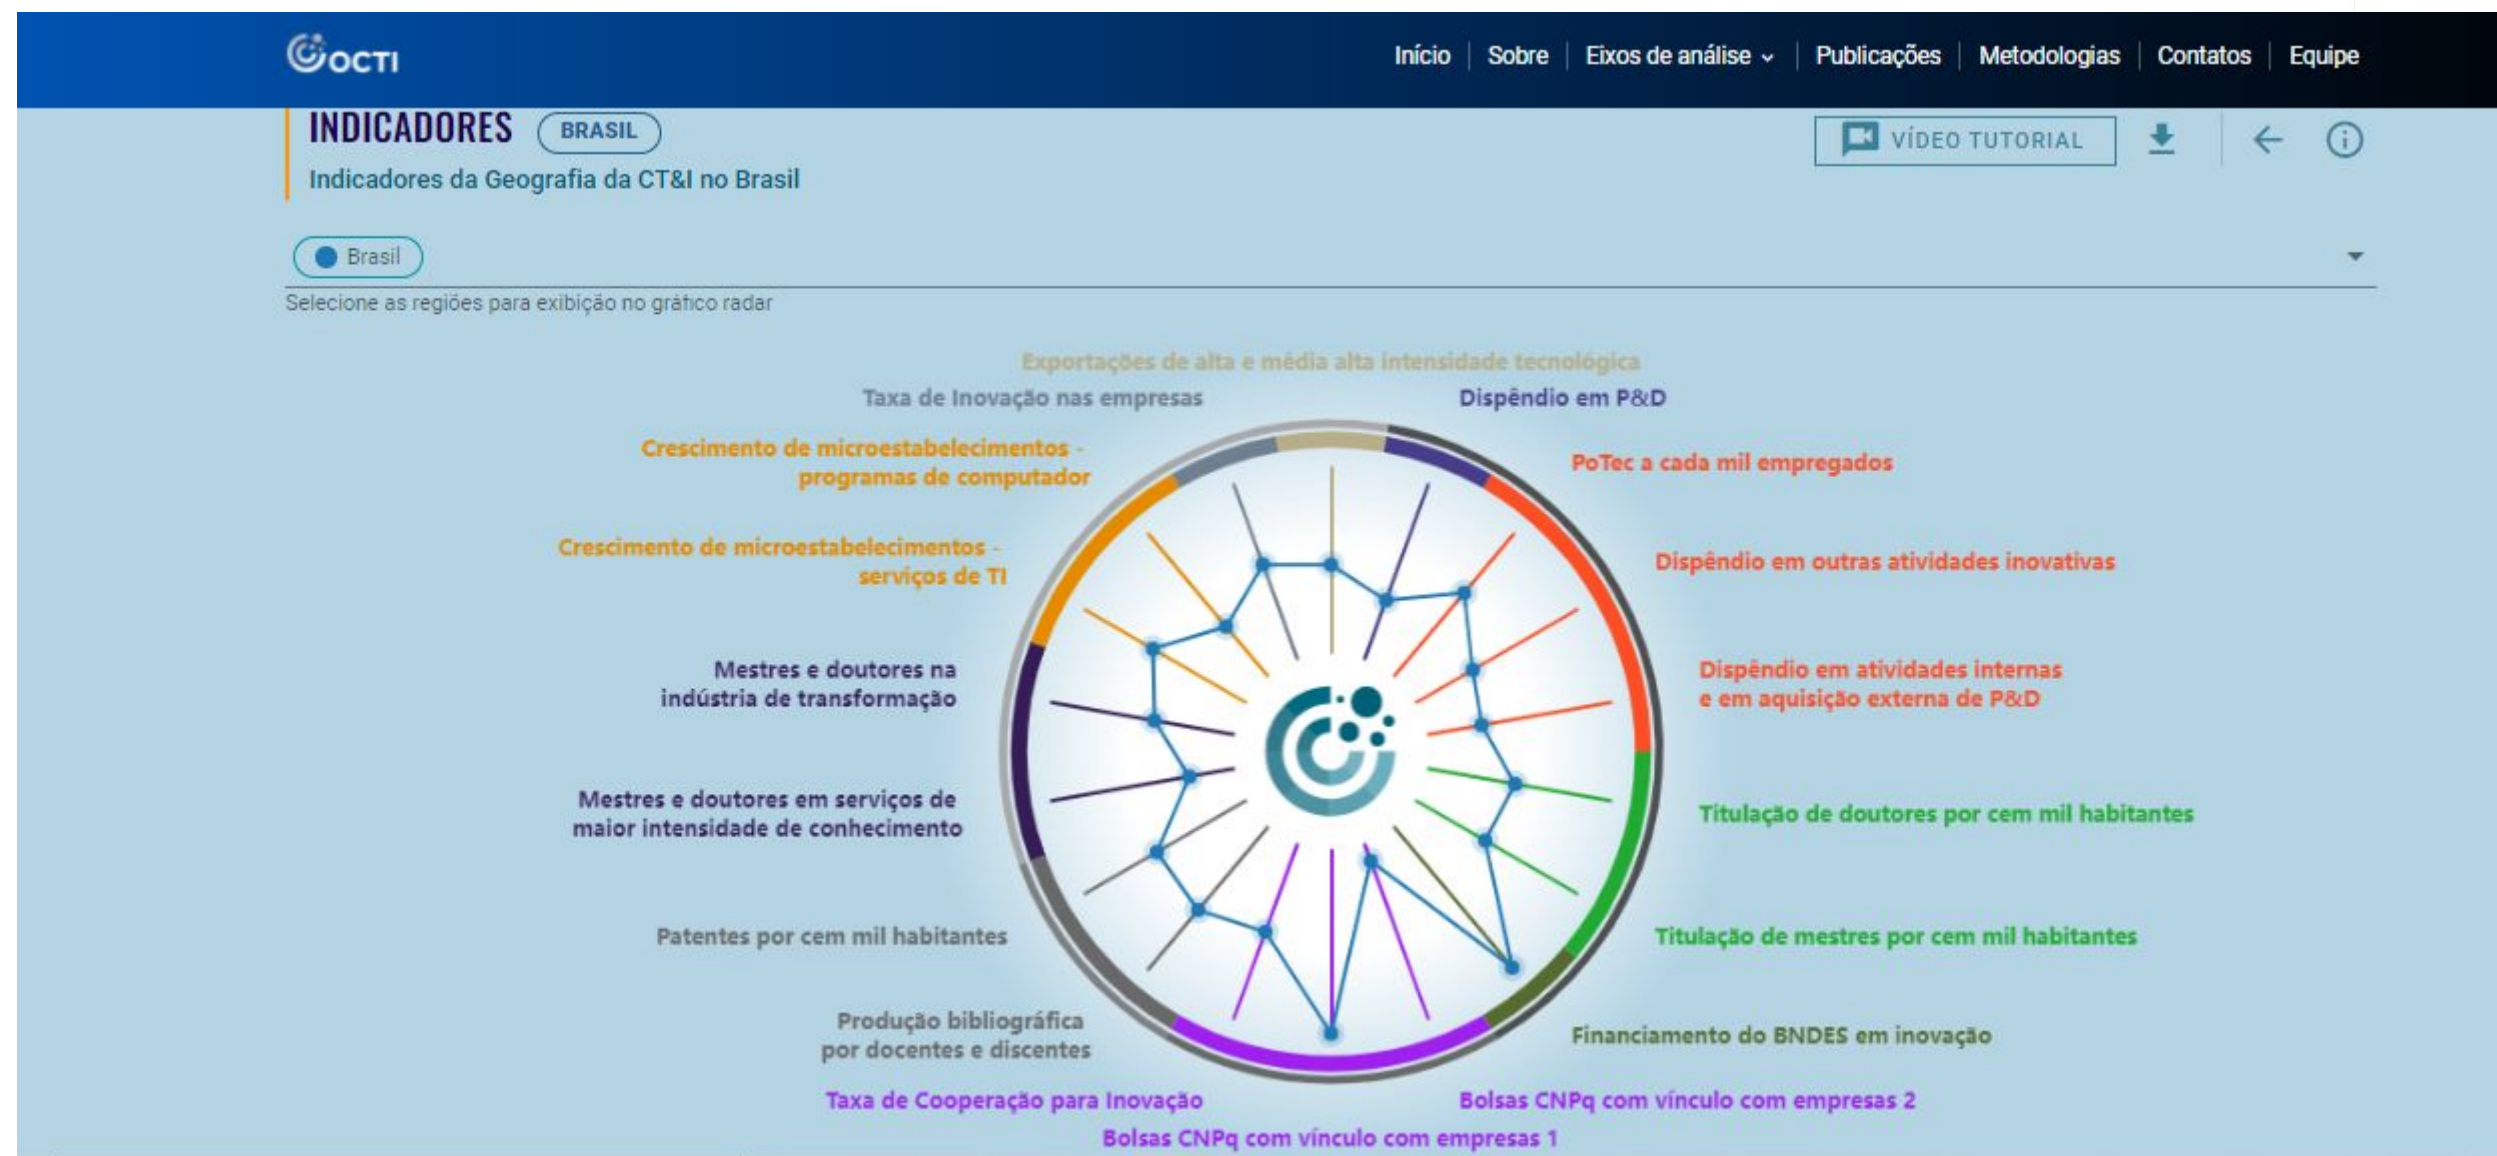 OCTI
Início
Sobre
Eixos de análise
Publicações
Metodologias
Contatos
Equipe
INDICADORES
BRASIL
VÍDEO TUTORIAL
Indicadores da Geografia da CT&I no Brasil
Brasil
Selecione as regiões para exibição no gráfico radar
Exportações de alta e média alta intensidade tecnológica
Taxa de Inovação nas empresas
Dispêndio em P&D
Crescimento de microestabelecimentos -
programas de computador
PoTec a cada mil empregados
Crescimento de microestabelecimentos -
serviços de TI
Dispêndio em outras atividades inovativas
Mestres e doutores na
indústria de transformação
Dispêndio em atividades internas
e em aquisição externa de P&D
Mestres e doutores em serviços de
maior intensidade de conhecimento
Titulação de doutores por cem mil habitantes
Patentes por cem mil habitantes
Titulação de mestres por cem mil habitantes
Produção bibliográfica
por docentes e discentes
Financiamento do BNDES em inovação
Taxa de Cooperação para Inovação
Bolsas CNPq com vínculo com empresas 2
Bolsas CNPq com vínculo com empresas 1